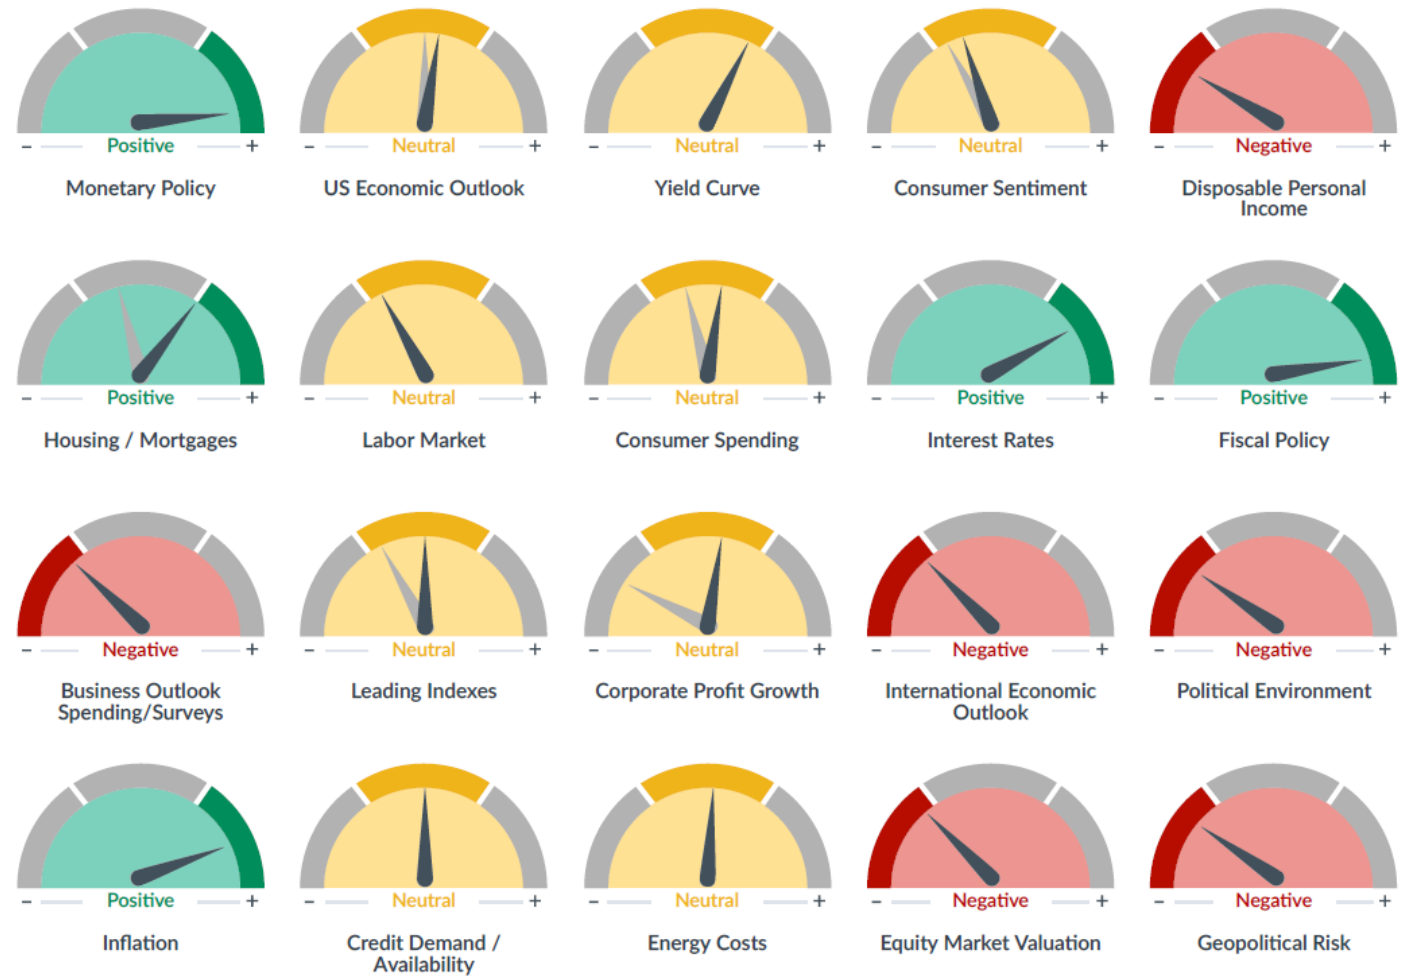 – Positive +
– Neutral +
– Neutral +
– Neutral +
– Negative +
Monetary Policy
US Economic Outlook
Yield Curve
Consumer Sentiment
Disposable Personal
Income
– Positive +
– Neutral +
– Neutral +
– Positive +
– Positive +
Housing / Mortgages
Labor Market
Consumer Spending
Interest Rates
Fiscal Policy
– Negative +
– Neutral +
– Neutral +
– Negative +
– Negative +
Business Outlook
Spending/Surveys
Leading Indexes
Corporate Profit Growth
International Economic
Outlook
Political Environment
– Positive +
– Neutral +
– Neutral +
– Negative +
– Negative +
Inflation
Credit Demand /
Availability
Energy Costs
Equity Market Valuation
Geopolitical Risk